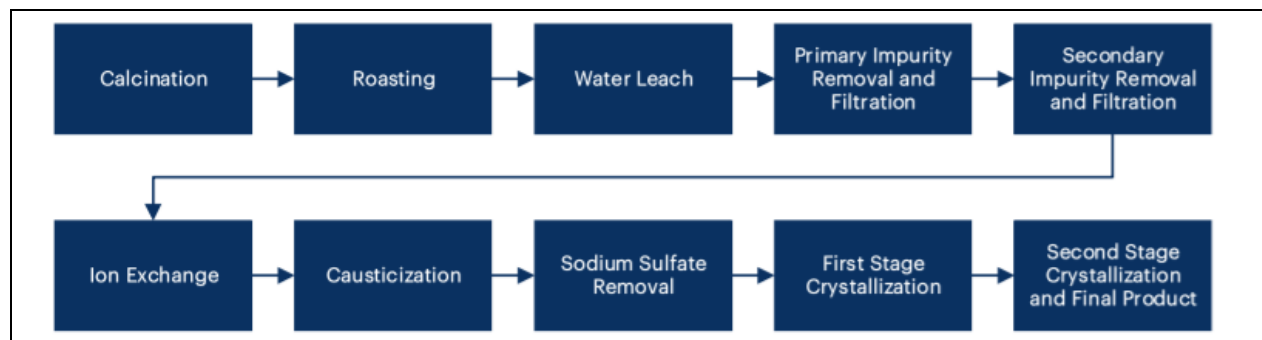 Calcination
Roasting
Water Leach
Primary Impurity
Removal and
Filtration
Secondary
Impurity Removal
and Filtration
Ion Exchange
Causticization
Sodium Sulfate
Removal
First Stage
Crystallization
Second Stage
Crystallization
and Final Product